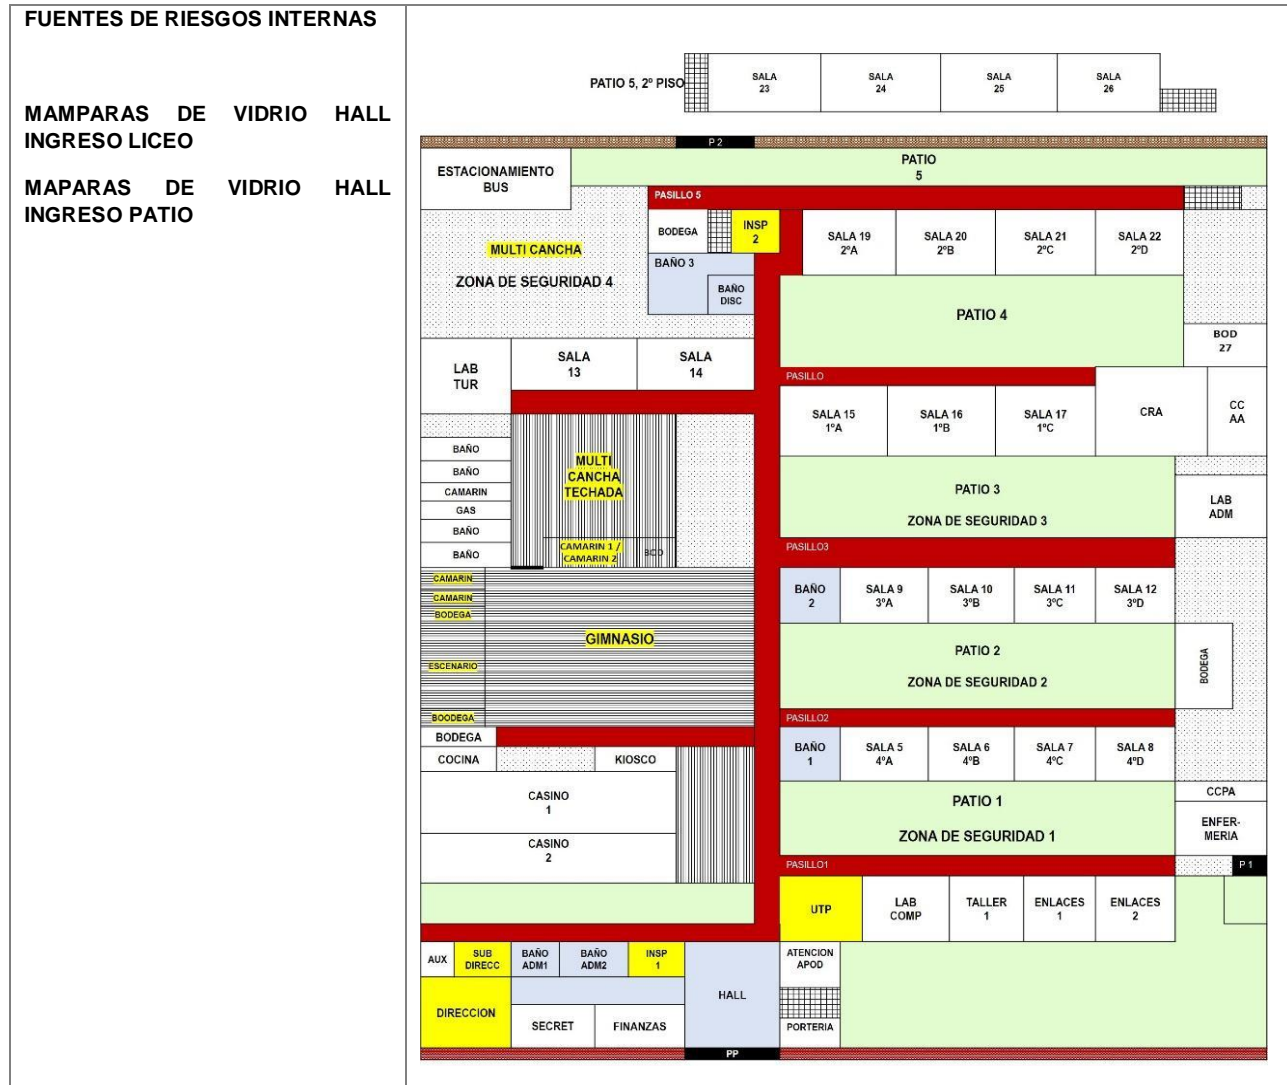 FUENTES DE RIESGOS INTERNAS
MAMPARAS DE VIDRIO HALL
INGRESO LICEO
MAPARAS DE VIDRIO HALL
INGRESO PATIO
PATIO 5, 2º PISO
SALA
23
SALA
24
SALA
25
SALA
26
P 2
ESTACIONAMIENTO
BUS
PATIO
5
PASILLO 5
BODEGA
INSP
2
SALA 19
2ºA
SALA 20
2ºB
SALA 21
2ºC
SALA 22
2ºD
MULTI CANCHA
ZONA DE SEGURIDAD 4
BAÑO 3
BAÑO
DISC
PATIO 4
BOD
27
LAB
TUR
SALA
13
SALA
14
PASILLO
SALA 15
1ºA
SALA 16
1ºB
SALA 17
1ºC
CRA
CC
AA
BAÑO
BAÑO
CAMARIN
GAS
BAÑO
BAÑO
MULTI
CANCHA
TECHADA
CAMARIN 1 /
CAMARIN 2
BOD
PATIO 3
ZONA DE SEGURIDAD 3
LAB
ADM
PASILLO3
CAMARIN
CAMARIN
BODEGA
ESCENARIO
BOODEGA
GIMNASIO
BAÑO
2
SALA 9
3ºA
SALA 10
3ºB
SALA 11
3ºC
SALA 12
3ºD
PATIO 2
ZONA DE SEGURIDAD 2
BODEGA
PASILLO2
BODEGA
COCINA
KIOSCO
BAÑO
1
SALA 5
4ºA
SALA 6
4ºB
SALA 7
4ºC
SALA 8
4ºD
CASINO
1
CASINO
2
PATIO 1
ZONA DE SEGURIDAD 1
CCPA
ENFER-
MERIA
PASILLO1
P 1
UTP
LAB
COMP
TALLER
1
ENLACES
1
ENLACES
2
AUX
SUB
DIRECC
BAÑO
ADM1
BAÑO
ADM2
INSP
1
HALL
ATENCION
APOD
DIRECCION
SECRET
FINANZAS
PORTERIA
PP